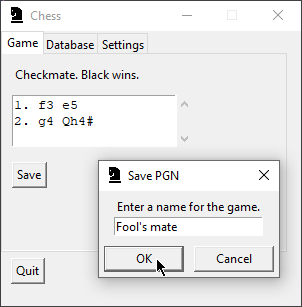 Chess
Game Database Settings
Checkmate. Black wins.
1. f3 e5
2. g4 Qh4#
Save
Save PGN
Enter a name for the game.
Fool's mate
OK Cancel
Quit